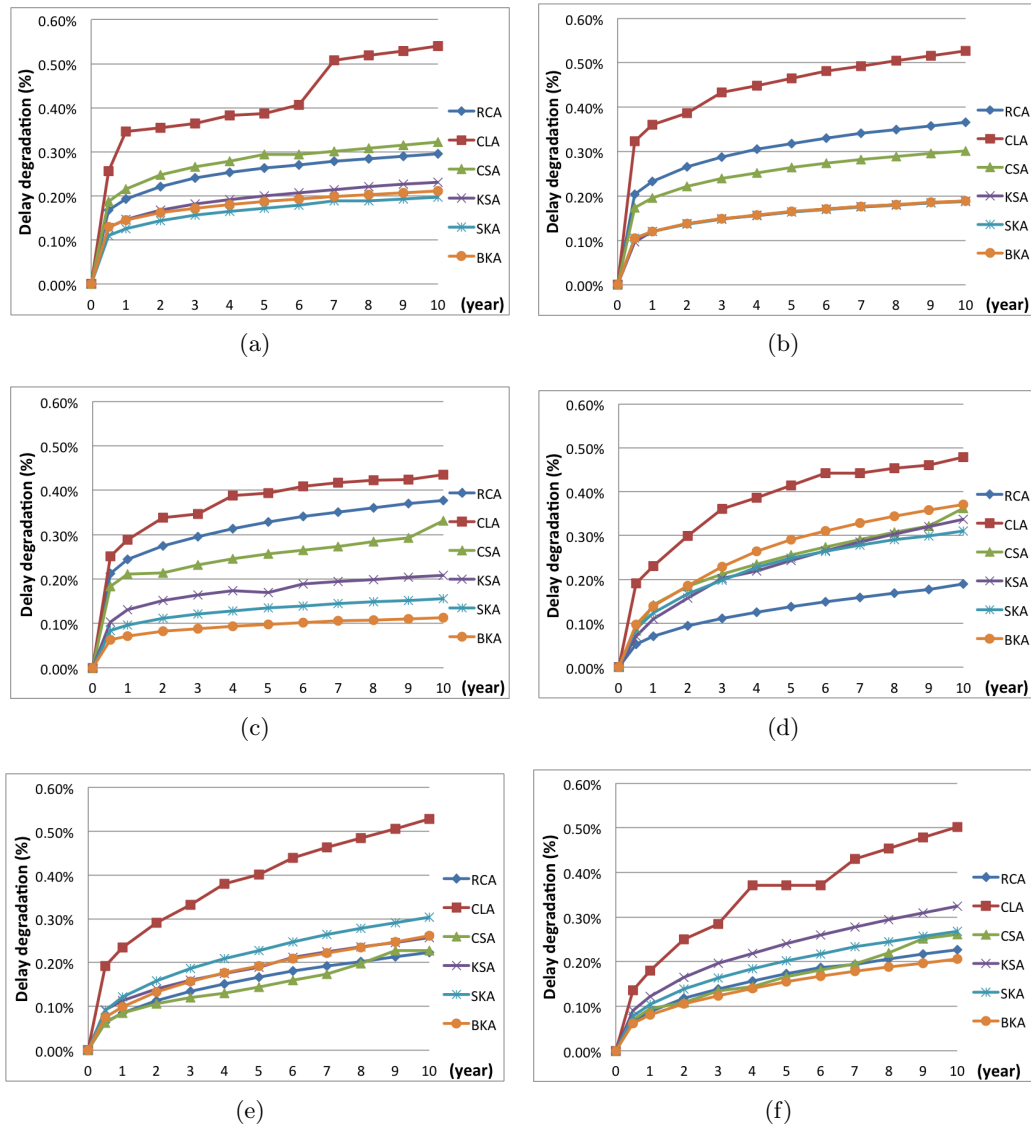 Delay degradation (%)
0.60%
0.50%
0.40%
0.30%
0.20%
0.10%
0.00%
0 1 2 3 4 5 6 7 8 9 10 (year)
RCA
CLA
CSA
KSA
SKA
BKA
(a)
Delay degradation (%)
0.60%
0.50%
0.40%
0.30%
0.20%
0.10%
0.00%
0 1 2 3 4 5 6 7 8 9 10 (year)
RCA
CLA
CSA
KSA
SKA
BKA
(b)
Delay degradation (%)
0.60%
0.50%
0.40%
0.30%
0.20%
0.10%
0.00%
0 1 2 3 4 5 6 7 8 9 10 (year)
RCA
CLA
CSA
KSA
SKA
BKA
(c)
Delay degradation (%)
0.60%
0.50%
0.40%
0.30%
0.20%
0.10%
0.00%
0 1 2 3 4 5 6 7 8 9 10 (year)
RCA
CLA
CSA
KSA
SKA
BKA
(d)
Delay degradation (%)
0.60%
0.50%
0.40%
0.30%
0.20%
0.10%
0.00%
0 1 2 3 4 5 6 7 8 9 10 (year)
RCA
CLA
CSA
KSA
SKA
BKA
(e)
Delay degradation (%)
0.60%
0.50%
0.40%
0.30%
0.20%
0.10%
0.00%
0 1 2 3 4 5 6 7 8 9 10 (year)
RCA
CLA
CSA
KSA
SKA
BKA
(f)